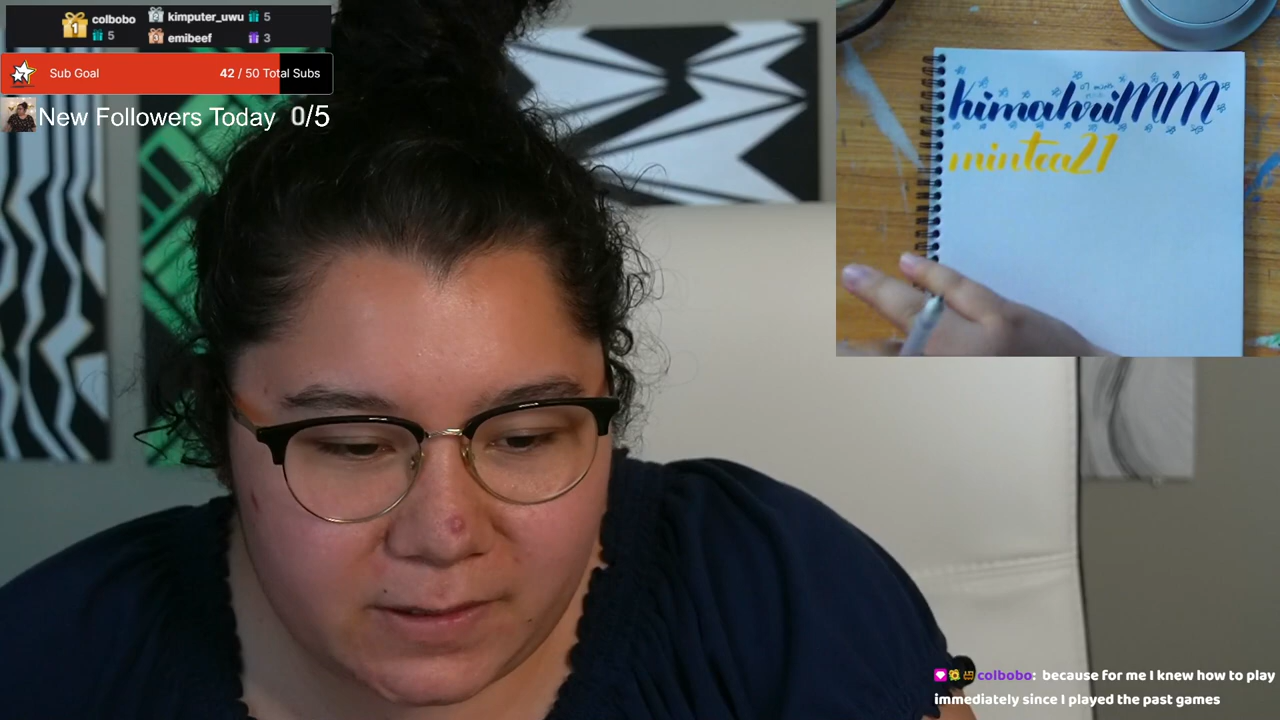 colbobo
5
kimputer_uwu 5
emibeef 3
Sub Goal 42 / 50 Total Subs
New Followers Today 0/5
kimahriMM
mintea21
colbobo: because for me I knew how to play
immediately since I played the past games